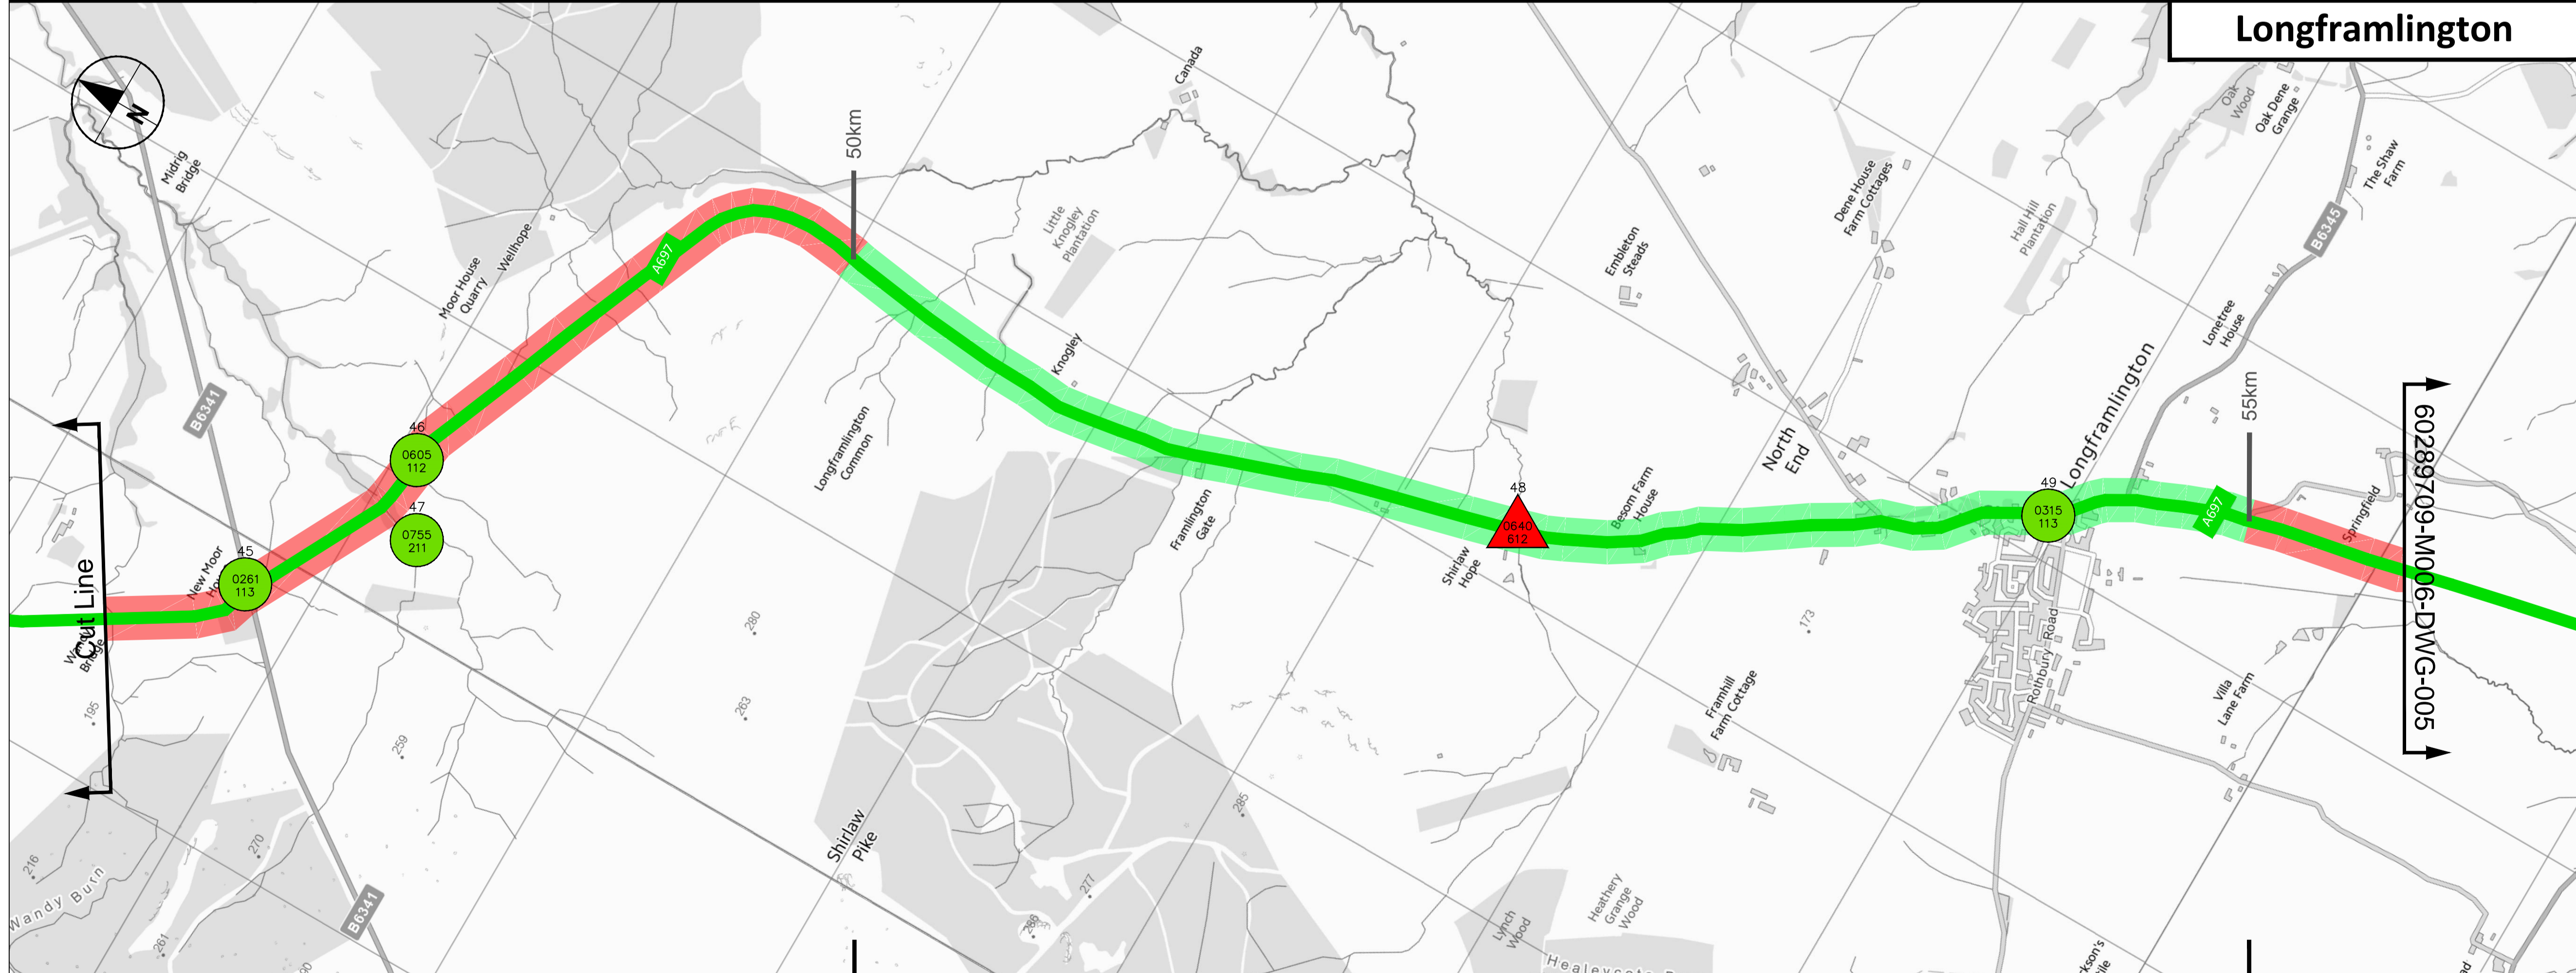 Longframlington
N
Midrig
Bridge
Canada
50km
Oak
Wood
Oak Dene
Grange
The Shaw
Farm
Dene House
Farm Cottages
Hall Hill
Plantation
B6345
Little
Knogley
Plantation
Wellhope
Moor House
Quarry
A697
Embleton
Steads
Lonetree
House
Knogley
B6341
Longframlington
Common
North
End
Longframlington
55km
46
0605
112
47
0755
211
45
0261
113
New Moor
Framlington
Gate
48
0640
612
Shirlaw
Hope
Besom Farm
House
49
0315
113
A697
Springfield
60289709-M006-DWG-005
Cut Line
Bridge
195
280
263
259
173
Rothbury Road
Framhill
Farm Cottage
Villa
Lane Farm
285
Shirlaw
Pike
270
216
277
286
261
Wandy Burn
B6341
Heathery
Grange
Wood
Lynch
Wood